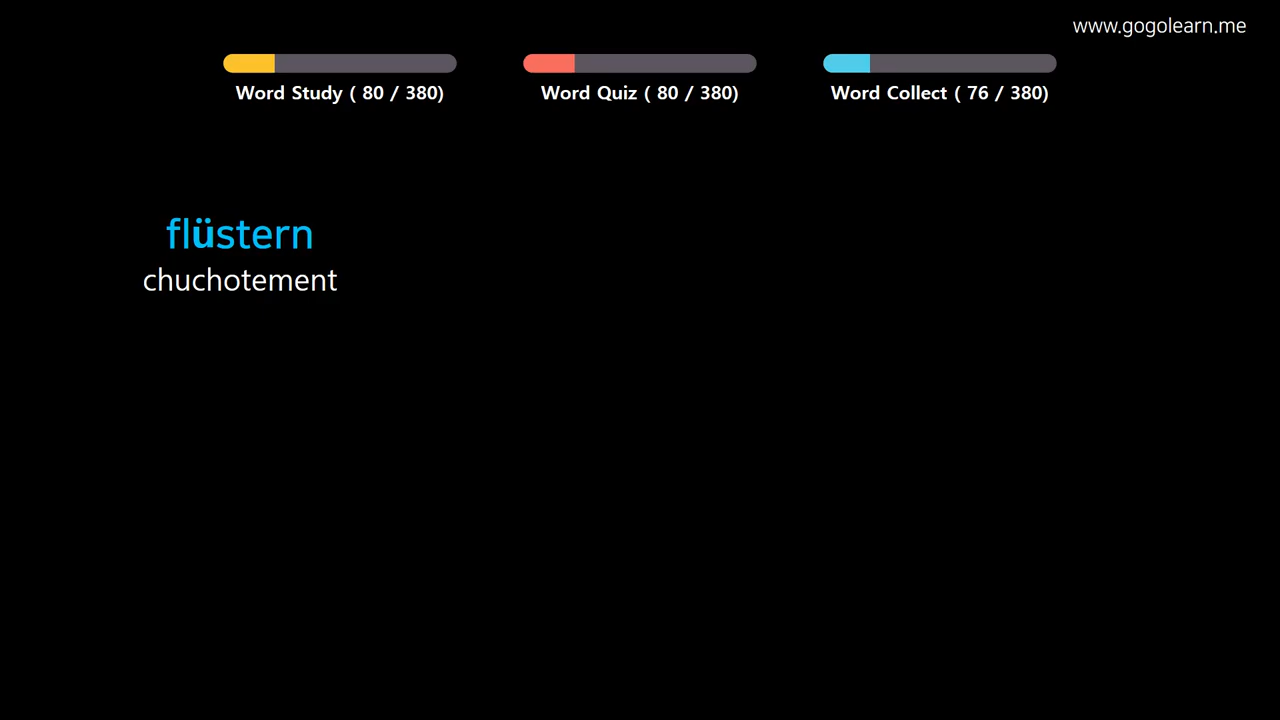 www.gogolearn.me
Word Study ( 80 / 380)
Word Quiz ( 80 / 380)
Word Collect ( 76 / 380)
flüstern
chuchotement